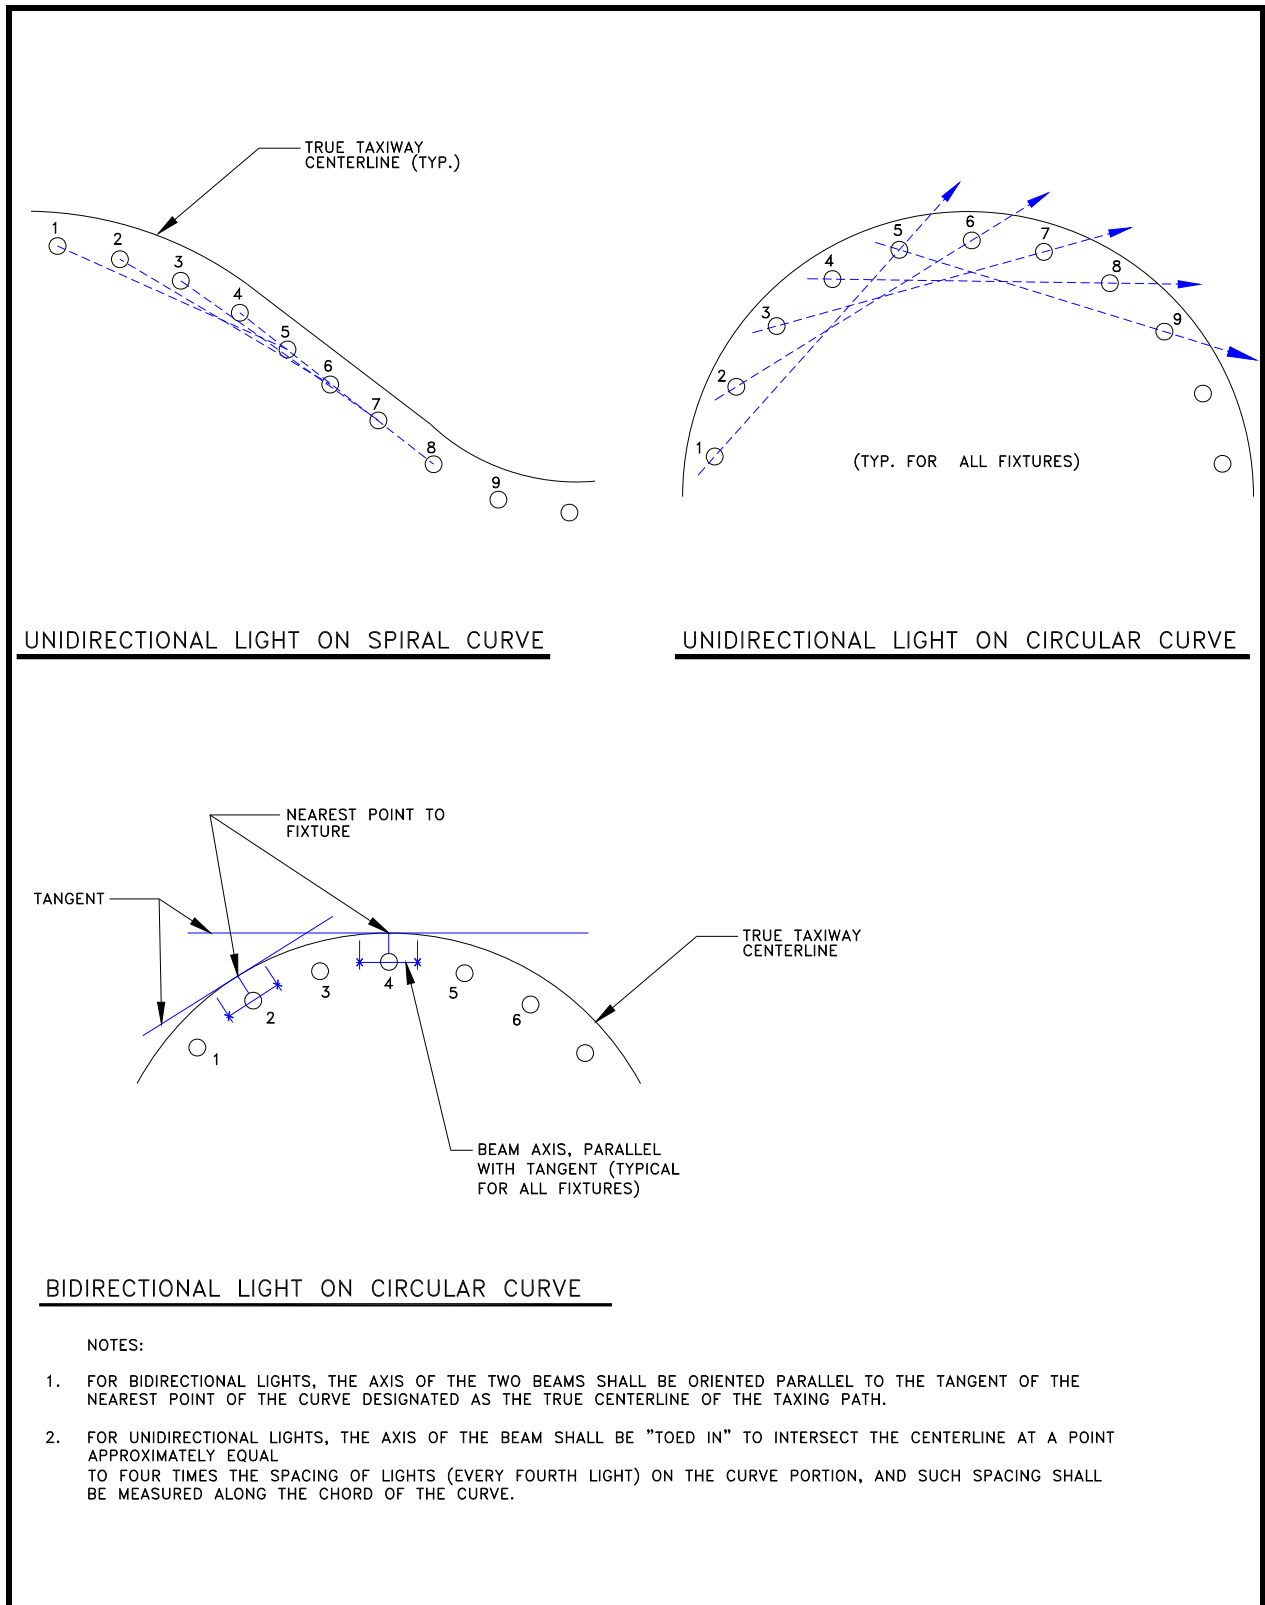 TRUE TAXIWAY
CENTERLINE (TYP.)
1
2
3
4
5
6
7
8
9
1
2
3
4
5
6
7
8
9
(TYP. FOR ALL FIXTURES)
UNIDIRECTIONAL LIGHT ON SPIRAL CURVE
UNIDIRECTIONAL LIGHT ON CIRCULAR CURVE
NEAREST POINT TO
FIXTURE
TANGENT
TRUE TAXIWAY
CENTERLINE
1
2
3
4
5
6
BEAM AXIS, PARALLEL
WITH TANGENT (TYPICAL
FOR ALL FIXTURES)
BIDIRECTIONAL LIGHT ON CIRCULAR CURVE
NOTES:
1. FOR BIDIRECTIONAL LIGHTS, THE AXIS OF THE TWO BEAMS SHALL BE ORIENTED PARALLEL TO THE TANGENT OF THE
NEAREST POINT OF THE CURVE DESIGNATED AS THE TRUE CENTERLINE OF THE TAXING PATH.
2. FOR UNIDIRECTIONAL LIGHTS, THE AXIS OF THE BEAM SHALL BE "TOED IN" TO INTERSECT THE CENTERLINE AT A POINT
APPROXIMATELY EQUAL
TO FOUR TIMES THE SPACING OF LIGHTS (EVERY FOURTH LIGHT) ON THE CURVE PORTION, AND SUCH SPACING SHALL
BE MEASURED ALONG THE CHORD OF THE CURVE.